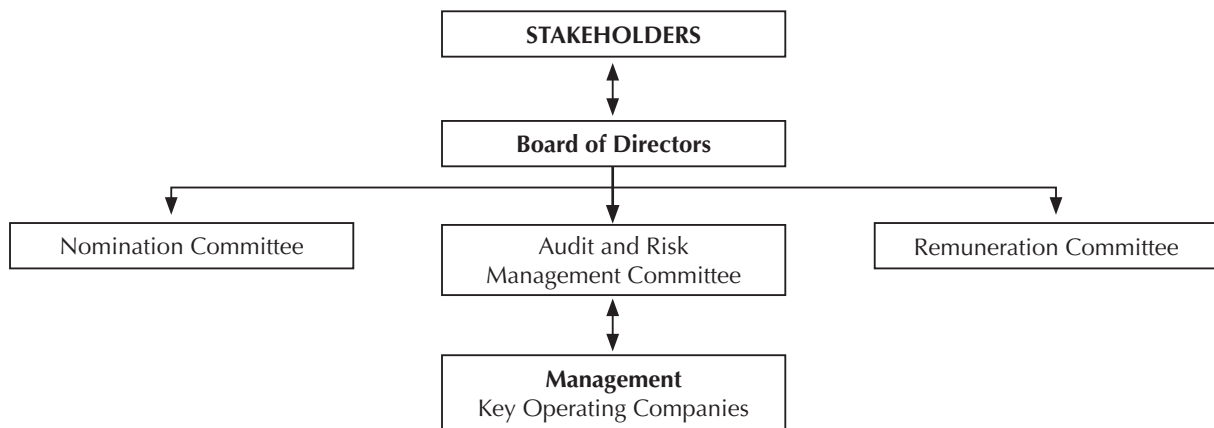 STAKEHOLDERS
Board of Directors
Nomination Committee
Audit and Risk
Management Committee
Remuneration Committee
Management
Key Operating Companies